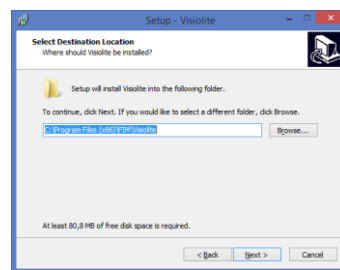 Setup - Visiolite
Select Destination Location
Where should Visiolite be installed?
Setup will install Visiolite into the following folder.
To continue, click Next. If you would like to select a different folder, click Browse.
C:\Program Files (x86)\FIM\Visiolite
Browse...
At least 80,8 MB of free disk space is required.
< Back
Next >
Cancel